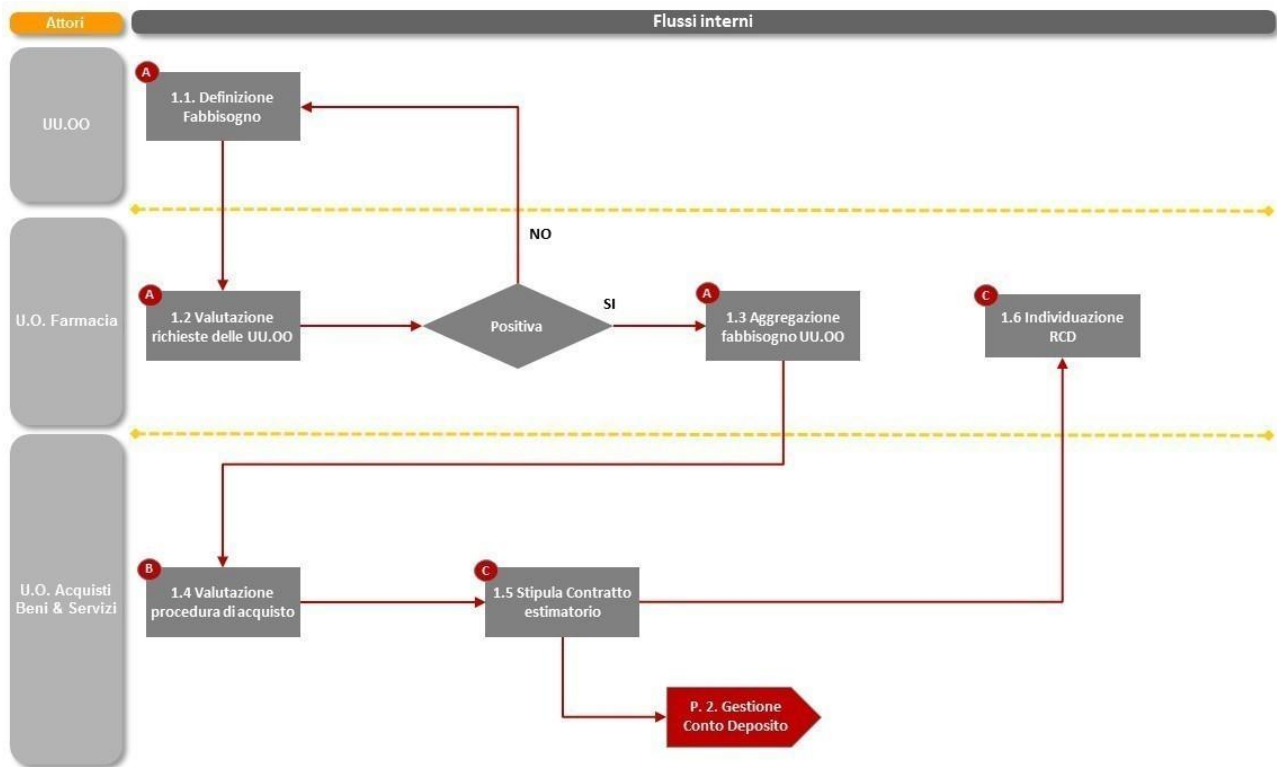 Attori
Flussi interni
UU.OO
A
1.1. Definizione
Fabbisogno
NO
U.O. Farmacia
A
1.2 Valutazione
richieste delle UU.OO
Positiva
SI
A
1.3 Aggregazione
fabbisogno UU.OO
C
1.6 Individuazione
RCD
U.O. Acquisti
Beni & Servizi
B
1.4 Valutazione
procedura di acquisto
C
1.5 Stipula Contratto
estimatorio
P. 2. Gestione
Conto Deposito